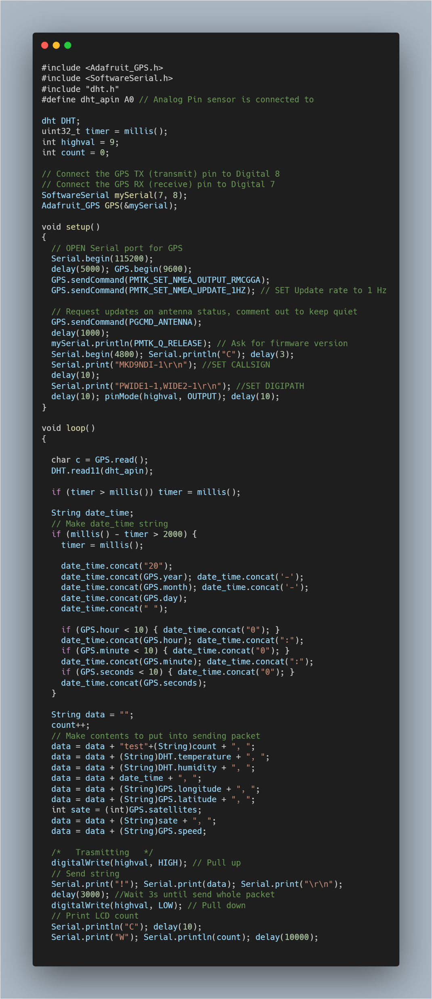 #include <Adafruit_GPS.h>
#include <SoftwareSerial.h>
#include "dht.h"
#define dht_apin A0 // Analog Pin sensor is connected to

dht DHT;
uint32_t timer = millis();
int highval = 9;
int count = 0;

// Connect the GPS TX (transmit) pin to Digital 8
// Connect the GPS RX (receive) pin to Digital 7
SoftwareSerial mySerial(7, 8);
Adafruit_GPS GPS(&mySerial);

void setup()
{
  // OPEN Serial port for GPS
  Serial.begin(115200);
  delay(5000); GPS.begin(9600);
  GPS.sendCommand(PMTK_SET_NMEA_OUTPUT_RMCGGA);
  GPS.sendCommand(PMTK_SET_NMEA_UPDATE_1HZ); // SET Update rate to 1 Hz

  // Request updates on antenna status, comment out to keep quiet
  GPS.sendCommand(PGCMD_ANTENNA);
  delay(1000);
  mySerial.println(PMTK_Q_RELEASE); // Ask for firmware version
  Serial.begin(4800); Serial.println("C"); delay(3);
  Serial.print("MKD9NDI-1\r\n"); //SET CALLSIGN
  delay(10);
  Serial.print("PWIDE1-1,WIDE2-1\r\n"); //SET DIGIPATH
  delay(10); pinMode(highval, OUTPUT); delay(10);
}

void loop()
{

  char c = GPS.read();
  DHT.read11(dht_apin);

  if (timer > millis()) timer = millis();

  String date_time;
  // Make date_time string
  if (millis() - timer > 2000) {
    timer = millis();

    date_time.concat("20");
    date_time.concat(GPS.year); date_time.concat('-');
    date_time.concat(GPS.month); date_time.concat('-');
    date_time.concat(GPS.day);
    date_time.concat(" ");

    if (GPS.hour < 10) { date_time.concat("0"); }
    date_time.concat(GPS.hour); date_time.concat(":");
    if (GPS.minute < 10) { date_time.concat("0"); }
    date_time.concat(GPS.minute); date_time.concat(":");
    if (GPS.seconds < 10) { date_time.concat("0"); }
    date_time.concat(GPS.seconds);
  }

  String data = "";
  count++;
  // Make contents to put into sending packet
  data = data + "test"+(String)count + ", ";
  data = data + (String)DHT.temperature + ", ";
  data = data + (String)DHT.humidity + ", ";
  data = data + date_time + ", ";
  data = data + (String)GPS.longitude + ", ";
  data = data + (String)GPS.latitude + ", ";
  int sate = (int)GPS.satellites;
  data = data + (String)sate + ", ";
  data = data + (String)GPS.speed;

  /*   Trasmitting   */
  digitalWrite(highval, HIGH); // Pull up
  // Send string
  Serial.print("!"); Serial.print(data); Serial.print("\r\n");
  delay(3000); //Wait 3s until send whole packet
  digitalWrite(highval, LOW); // Pull down
  // Print LCD count
  Serial.println("C"); delay(10);
  Serial.print("W"); Serial.println(count); delay(10000);